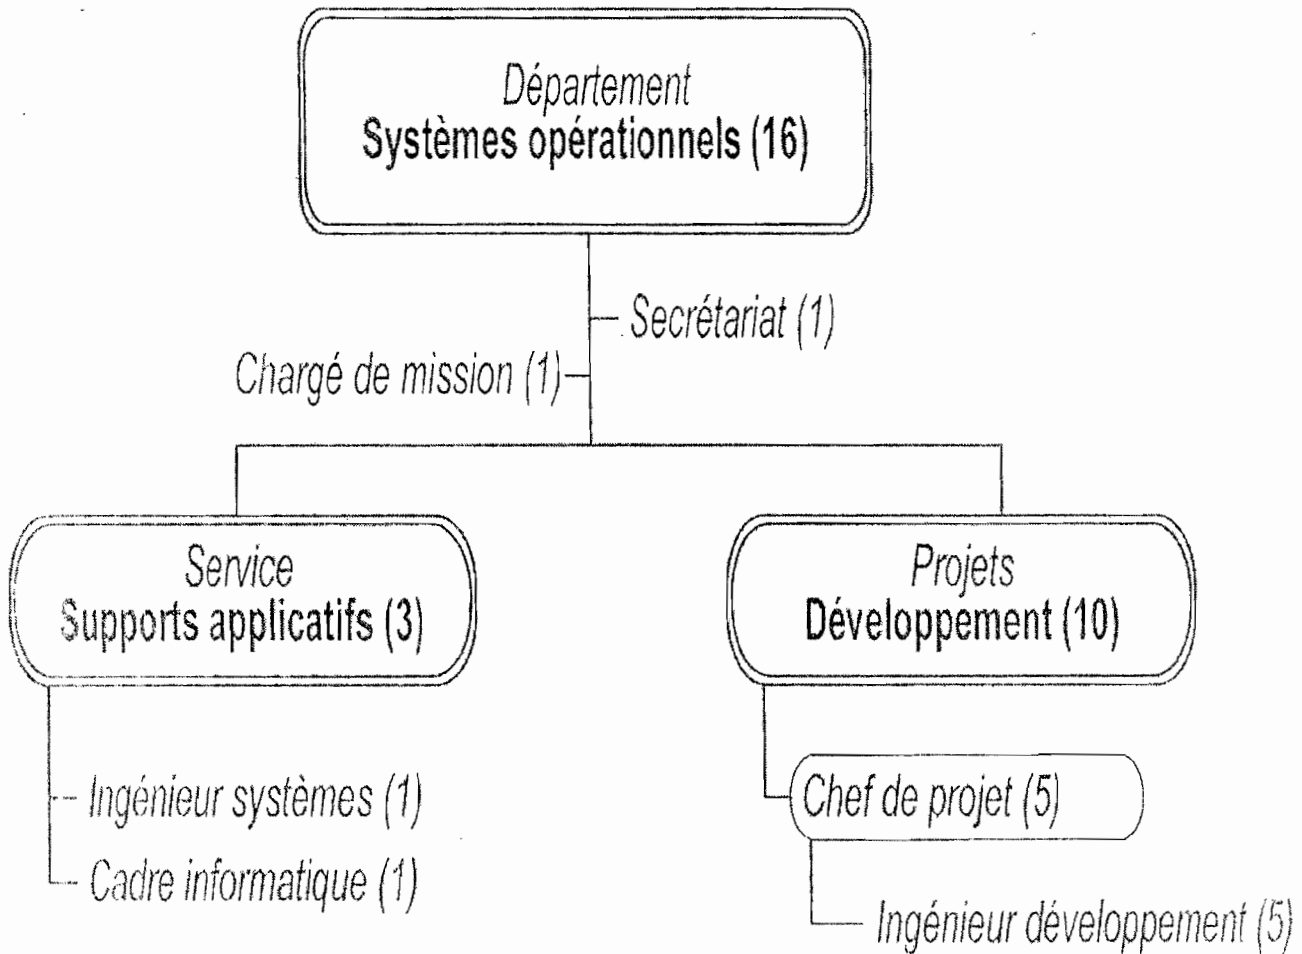 Département
Systèmes opérationnels (16)
Secrétariat (1)
Chargé de mission (1)
Service
Supports applicatifs (3)
Projets
Développement (10)
Ingénieur systèmes (1)
Cadre informatique (1)
Chef de projet (5)
Ingénieur développement (5)